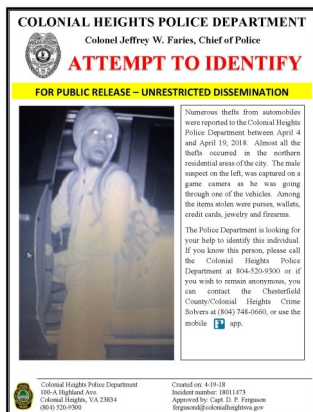 COLONIAL HEIGHTS POLICE DEPARTMENT
Colonel Jeffrey W. Faries, Chief of Police
ATTEMPT TO IDENTIFY
FOR PUBLIC RELEASE – UNRESTRICTED DISSEMINATION
Numerous thefts from automobiles
were reported to the Colonial Heights
Police Department between April 4
and April 19, 2018. Almost all the
thefts occurred in the northern
residential areas of the city. The male
suspect on the left, was captured on a
game camera as he was going
through one of the vehicles. Among
the items stolen were purses, wallets,
credit cards, jewelry and firearms.
The Police Department is looking for
your help to identify this individual.
If you know this person, please call
the Colonial Heights Police
Department at 804-520-9300 or if
you wish to remain anonymous, you
can contact the Chesterfield
County/Colonial Heights Crime
Solvers at (804) 748-0660, or use the
mobile P app.
Colonial Heights Police Department
100-A Highland Ave.
Colonial Heights, VA 23834
(804) 520-9300
Created on: 4-19-18
Incident number: 18011473
Approved by: Capt. D. P. Ferguson
fergusond@colonialheightsva.gov